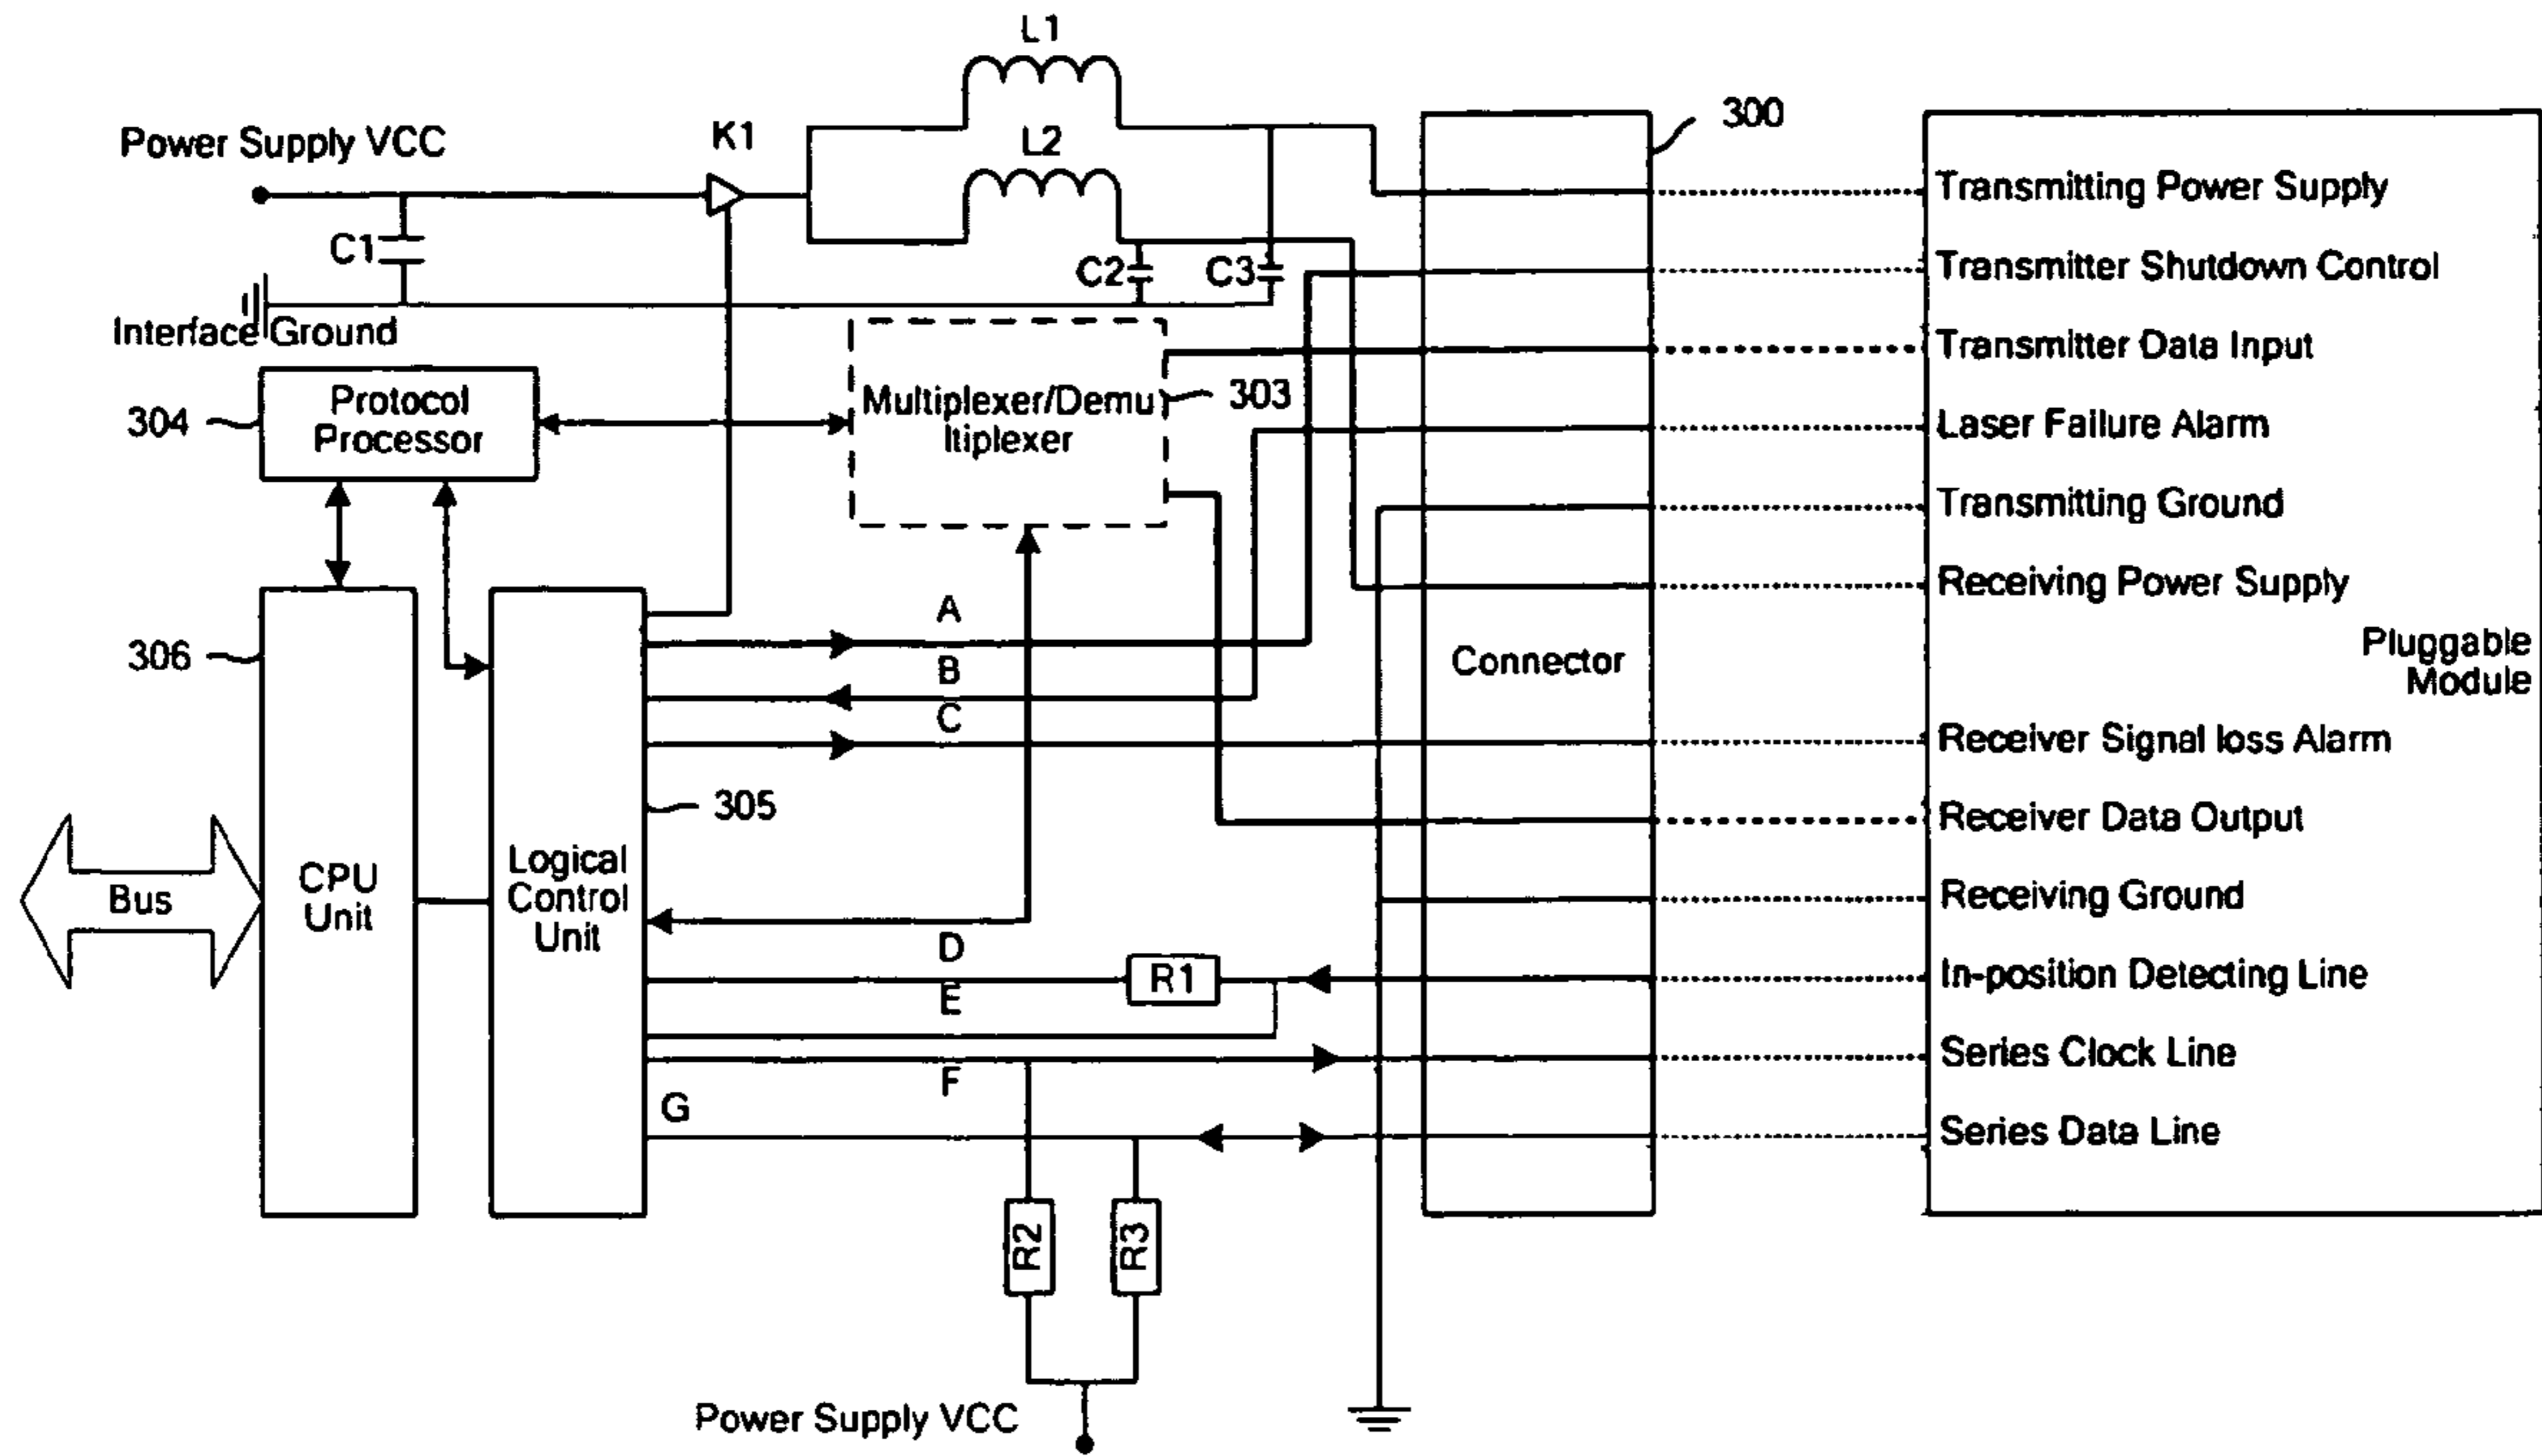 L1
Power Supply VCC
K1
L2
300
C1
C2
C3
Interface Ground
Transmitting Power Supply
Transmitter Shutdown Control
Transmitter Data Input
Laser Failure Alarm
Transmitting Ground
Receiving Power Supply
Pluggable
Module
Receiver Signal loss Alarm
Receiver Data Output
Receiving Ground
In-position Detecting Line
Series Clock Line
Series Data Line
304
Protocol
Processor
Multiplexer/Demu
ltiplexer
303
306
A
B
C
Connector
305
Bus
CPU
Unit
Logical
Control
Unit
D
R1
E
F
G
R2
R3
Power Supply VCC